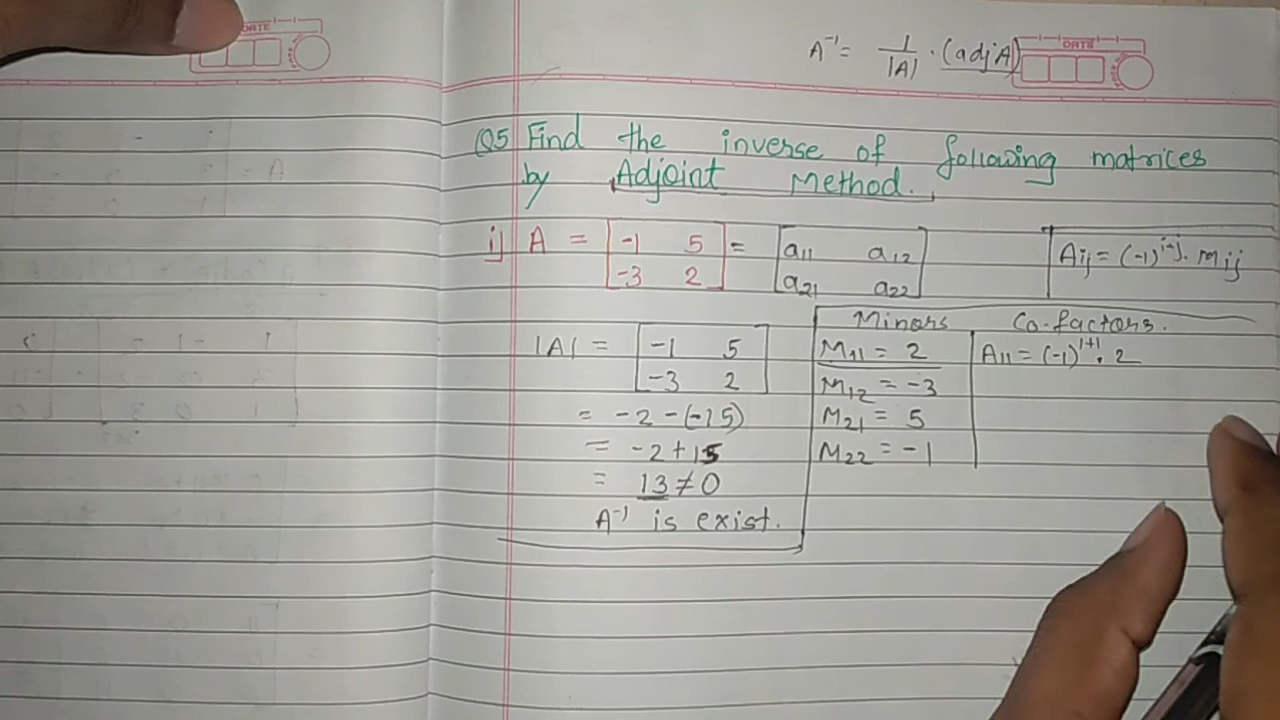 DATE
A⁻¹ = 1/|A| · (adj A)
DATE
Q5 Find the inverse of following matrices
by Adjoint Method.
i) A = [-1 5 = [a11 a12
-3 2] a21 a22]
Aij = (-1)^i+j · Mij
|A| = |-1 5
-3 2|
= -2 - (-15)
= -2 + 15
= 13 ≠ 0
A⁻¹ is exist.
Minors Co-factors.
M11 = 2 A11 = (-1)^1+1 . 2
M12 = -3
M21 = 5
M22 = -1